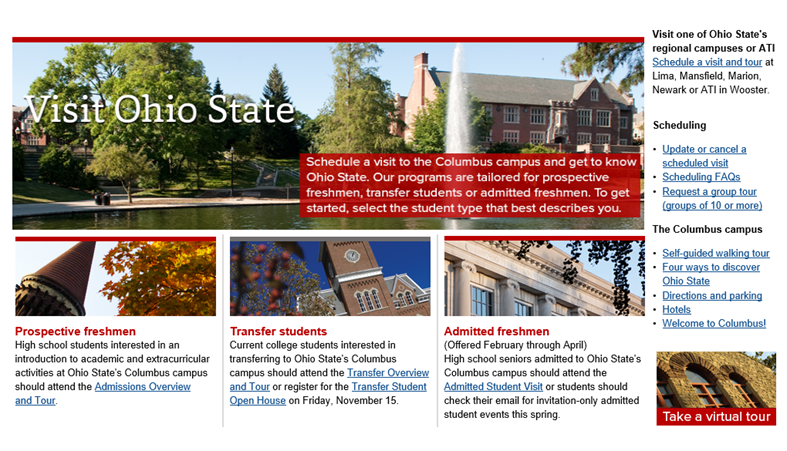 Visit Ohio State
Schedule a visit to the Columbus campus and get to know
Ohio State. Our programs are tailored for prospective
freshmen, transfer students or admitted freshmen. To get
started, select the student type that best describes you.
Prospective freshmen
High school students interested in an
introduction to academic and extracurricular
activities at Ohio State's Columbus campus
should attend the Admissions Overview
and Tour.
Transfer students
Current college students interested in
transferring to Ohio State's Columbus
campus should attend the Transfer Overview
and Tour or register for the Transfer Student
Open House on Friday, November 15.
Admitted freshmen
(Offered February through April)
High school seniors admitted to Ohio State's
Columbus campus should attend the
Admitted Student Visit or students should
check their email for invitation-only admitted
student events this spring.
Visit one of Ohio State's
regional campuses or ATI
Schedule a visit and tour at
Lima, Mansfield, Marion,
Newark or ATI in Wooster.
Scheduling
• Update or cancel a
scheduled visit
• Scheduling FAQs
• Request a group tour
(groups of 10 or more)
The Columbus campus
• Self-guided walking tour
• Four ways to discover
Ohio State
• Directions and parking
• Hotels
• Welcome to Columbus!
Take a virtual tour